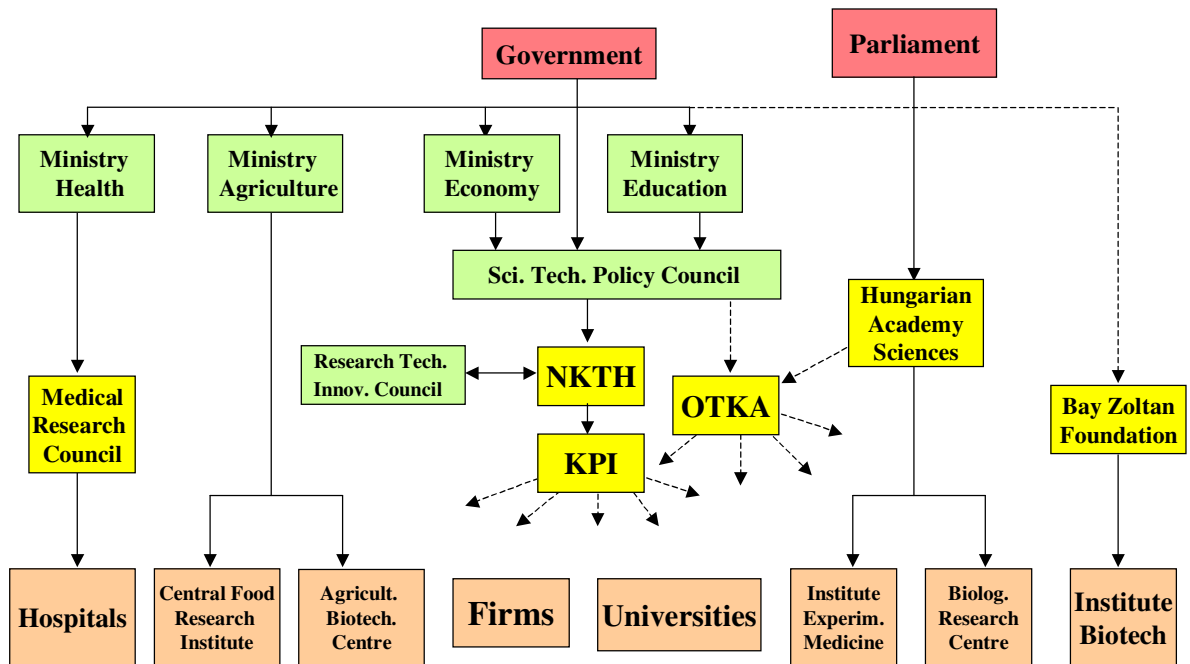 Government
Parliament
Ministry
Health
Ministry
Agriculture
Ministry
Economy
Ministry
Education
Sci. Tech. Policy Council
Hungarian
Academy
Sciences
Research Tech.
Innov. Council
NKTH
OTKA
Medical
Research
Council
Bay Zoltan
Foundation
KPI
Hospitals
Central Food
Research
Institute
Agricult.
Biotech.
Centre
Firms
Universities
Institute
Experim.
Medicine
Biolog.
Research
Centre
Institute
Biotech